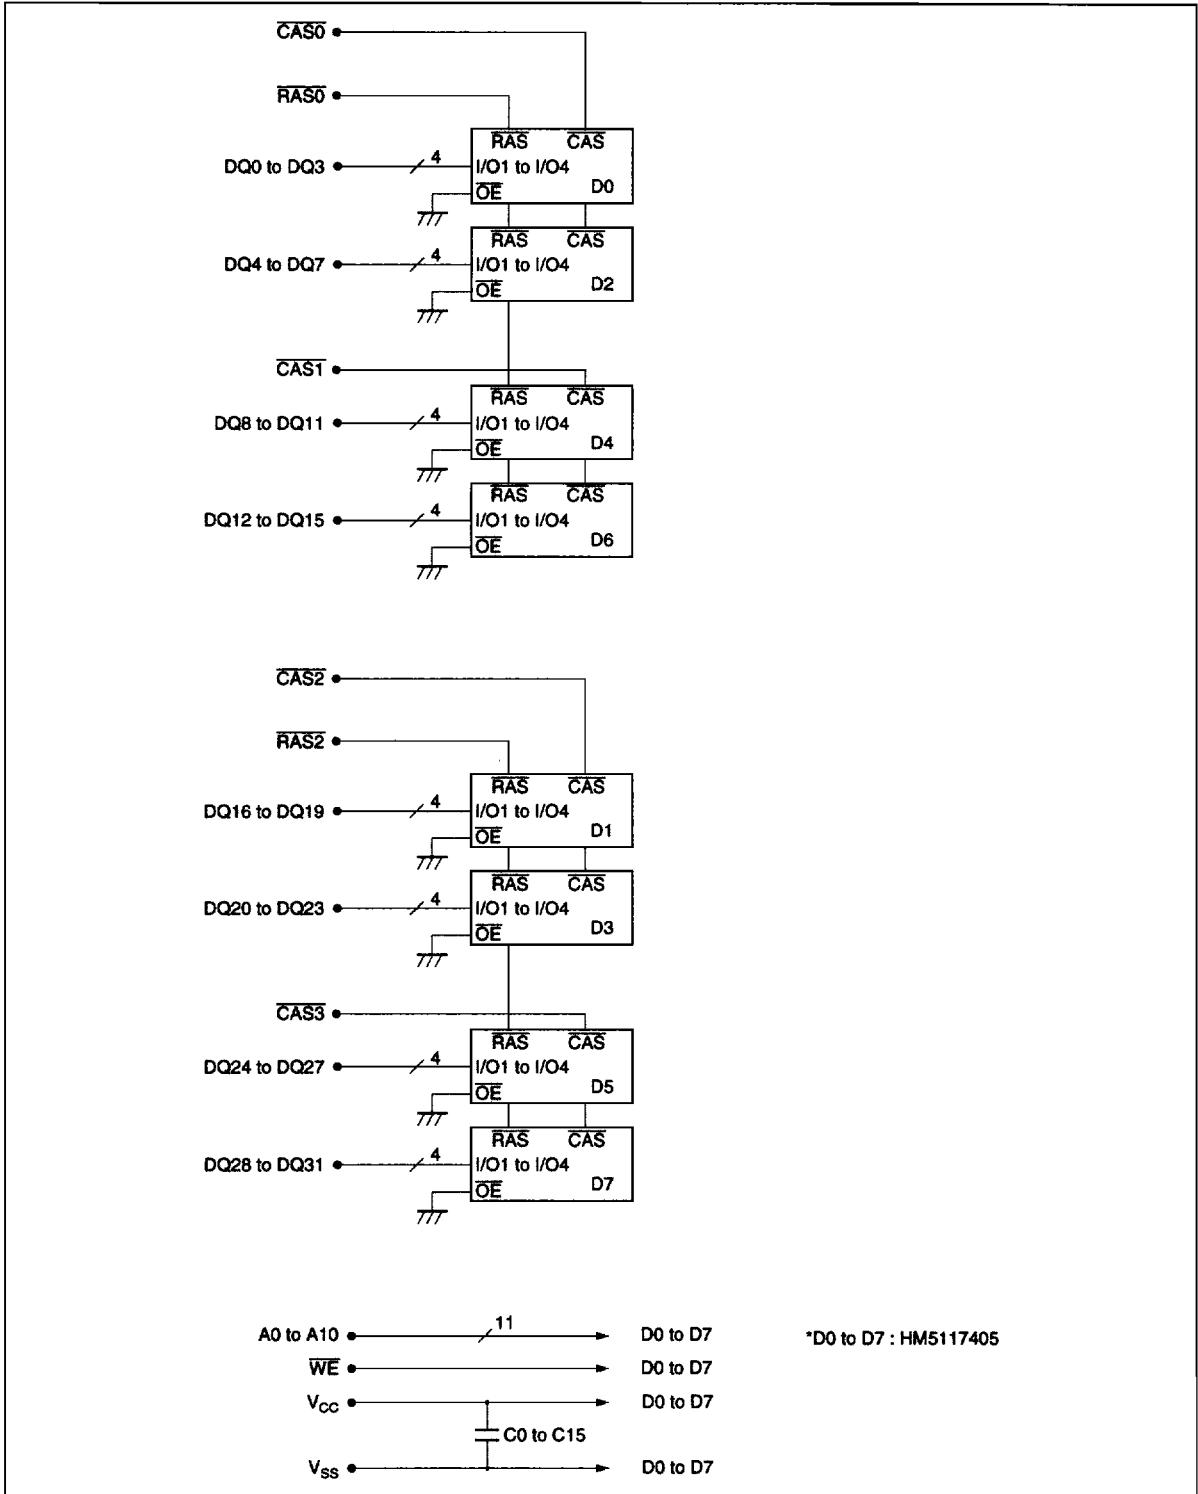 CAS0
RAS0
RAS CAS
DQ0 to DQ3 4 I/O1 to I/O4
D0
OE
RAS CAS
DQ4 to DQ7 4 I/O1 to I/O4
D2
OE
CAS1
RAS CAS
DQ8 to DQ11 4 I/O1 to I/O4
D4
OE
RAS CAS
DQ12 to DQ15 4 I/O1 to I/O4
D6
OE
CAS2
RAS2
RAS CAS
DQ16 to DQ19 4 I/O1 to I/O4
D1
OE
RAS CAS
DQ20 to DQ23 4 I/O1 to I/O4
D3
OE
CAS3
RAS CAS
DQ24 to DQ27 4 I/O1 to I/O4
D5
OE
RAS CAS
DQ28 to DQ31 4 I/O1 to I/O4
D7
OE
A0 to A10 11 D0 to D7 *D0 to D7 : HM5117405
WE D0 to D7
VCC D0 to D7
C0 to C15
VSS D0 to D7